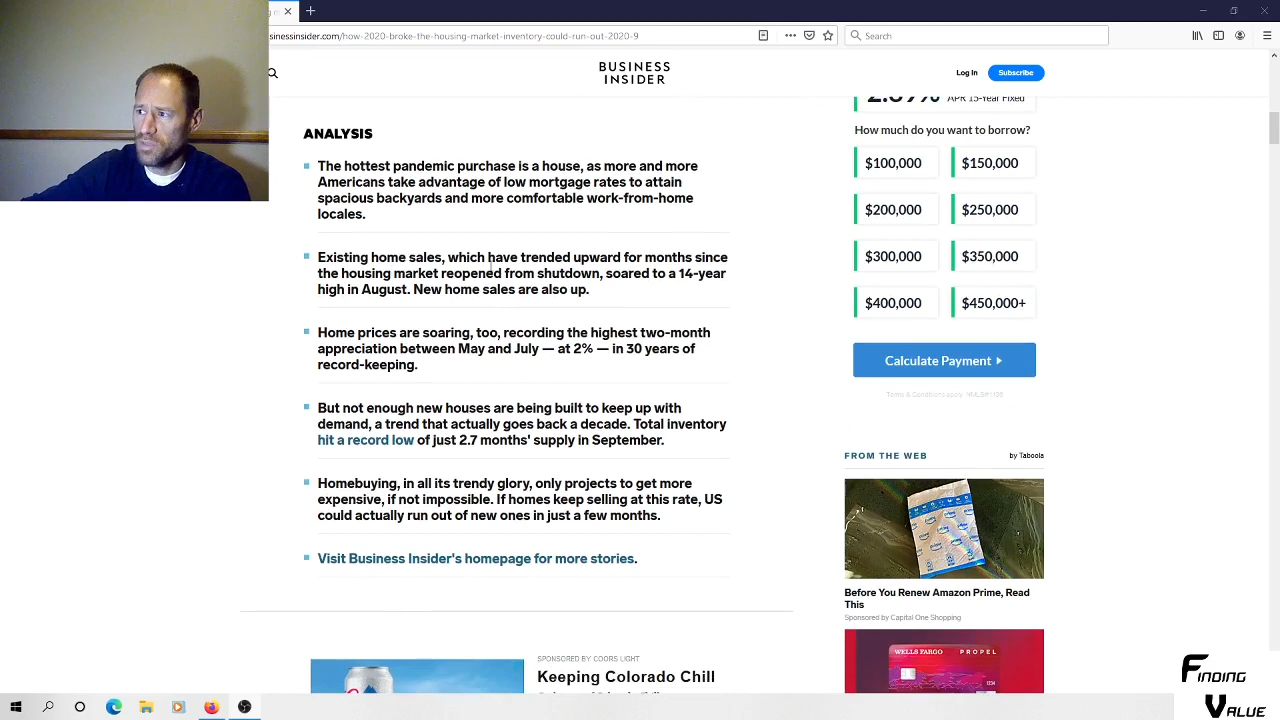 sinessinsider.com/how-2020-broke-the-housing-market-inventory-could-run-out-2020-9
Search
BUSINESS
INSIDER
Log In
Subscribe
APR 15-Year Fixed
How much do you want to borrow?
$100,000
$150,000
$200,000
$250,000
$300,000
$350,000
$400,000
$450,000+
Calculate Payment
Terms & Conditions apply. NMLS#1136
ANALYSIS
The hottest pandemic purchase is a house, as more and more
Americans take advantage of low mortgage rates to attain
spacious backyards and more comfortable work-from-home
locales.
Existing home sales, which have trended upward for months since
the housing market reopened from shutdown, soared to a 14-year
high in August. New home sales are also up.
Home prices are soaring, too, recording the highest two-month
appreciation between May and July — at 2% — in 30 years of
record-keeping.
But not enough new houses are being built to keep up with
demand, a trend that actually goes back a decade. Total inventory
hit a record low of just 2.7 months' supply in September.
Homebuying, in all its trendy glory, only projects to get more
expensive, if not impossible. If homes keep selling at this rate, US
could actually run out of new ones in just a few months.
Visit Business Insider's homepage for more stories.
FROM THE WEB
by Taboola
Before You Renew Amazon Prime, Read
This
Sponsored by Capital One Shopping
WELLS FARGO
PROPEL
SPONSORED BY COORS LIGHT
Keeping Colorado Chill
FINDING
VALUE